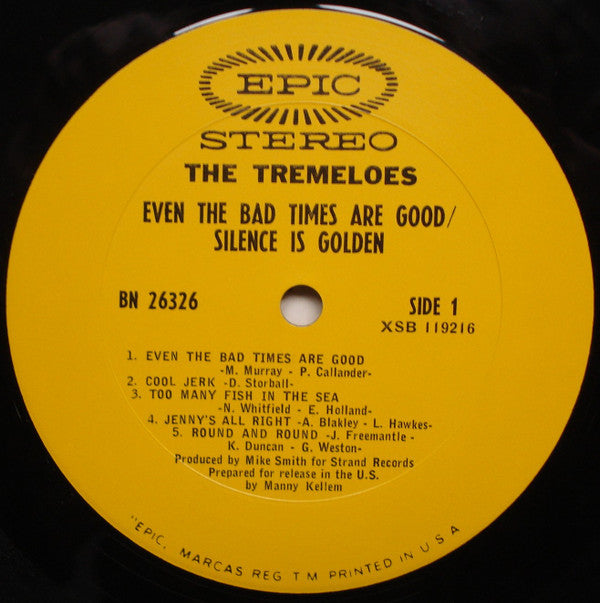 EPIC
STEREO
THE TREMELOES
EVEN THE BAD TIMES ARE GOOD/
SILENCE IS GOLDEN
BN 26326
SIDE 1
XSB 119216
1. EVEN THE BAD TIMES ARE GOOD
-M. Murray - P. Callander-
2. COOL JERK -D. Storball-
3. TOO MANY FISH IN THE SEA
-N. Whitfield - E. Holland-
4. JENNY'S ALL RIGHT -A. Blakley - L. Hawkes-
5. ROUND AND ROUND -J. Freemantle -
K. Duncan - G. Weston-
Produced by Mike Smith for Strand Records
Prepared for release in the U.S.
by Manny Kellem
"EPIC, MARCAS REG T M PRINTED IN U S A